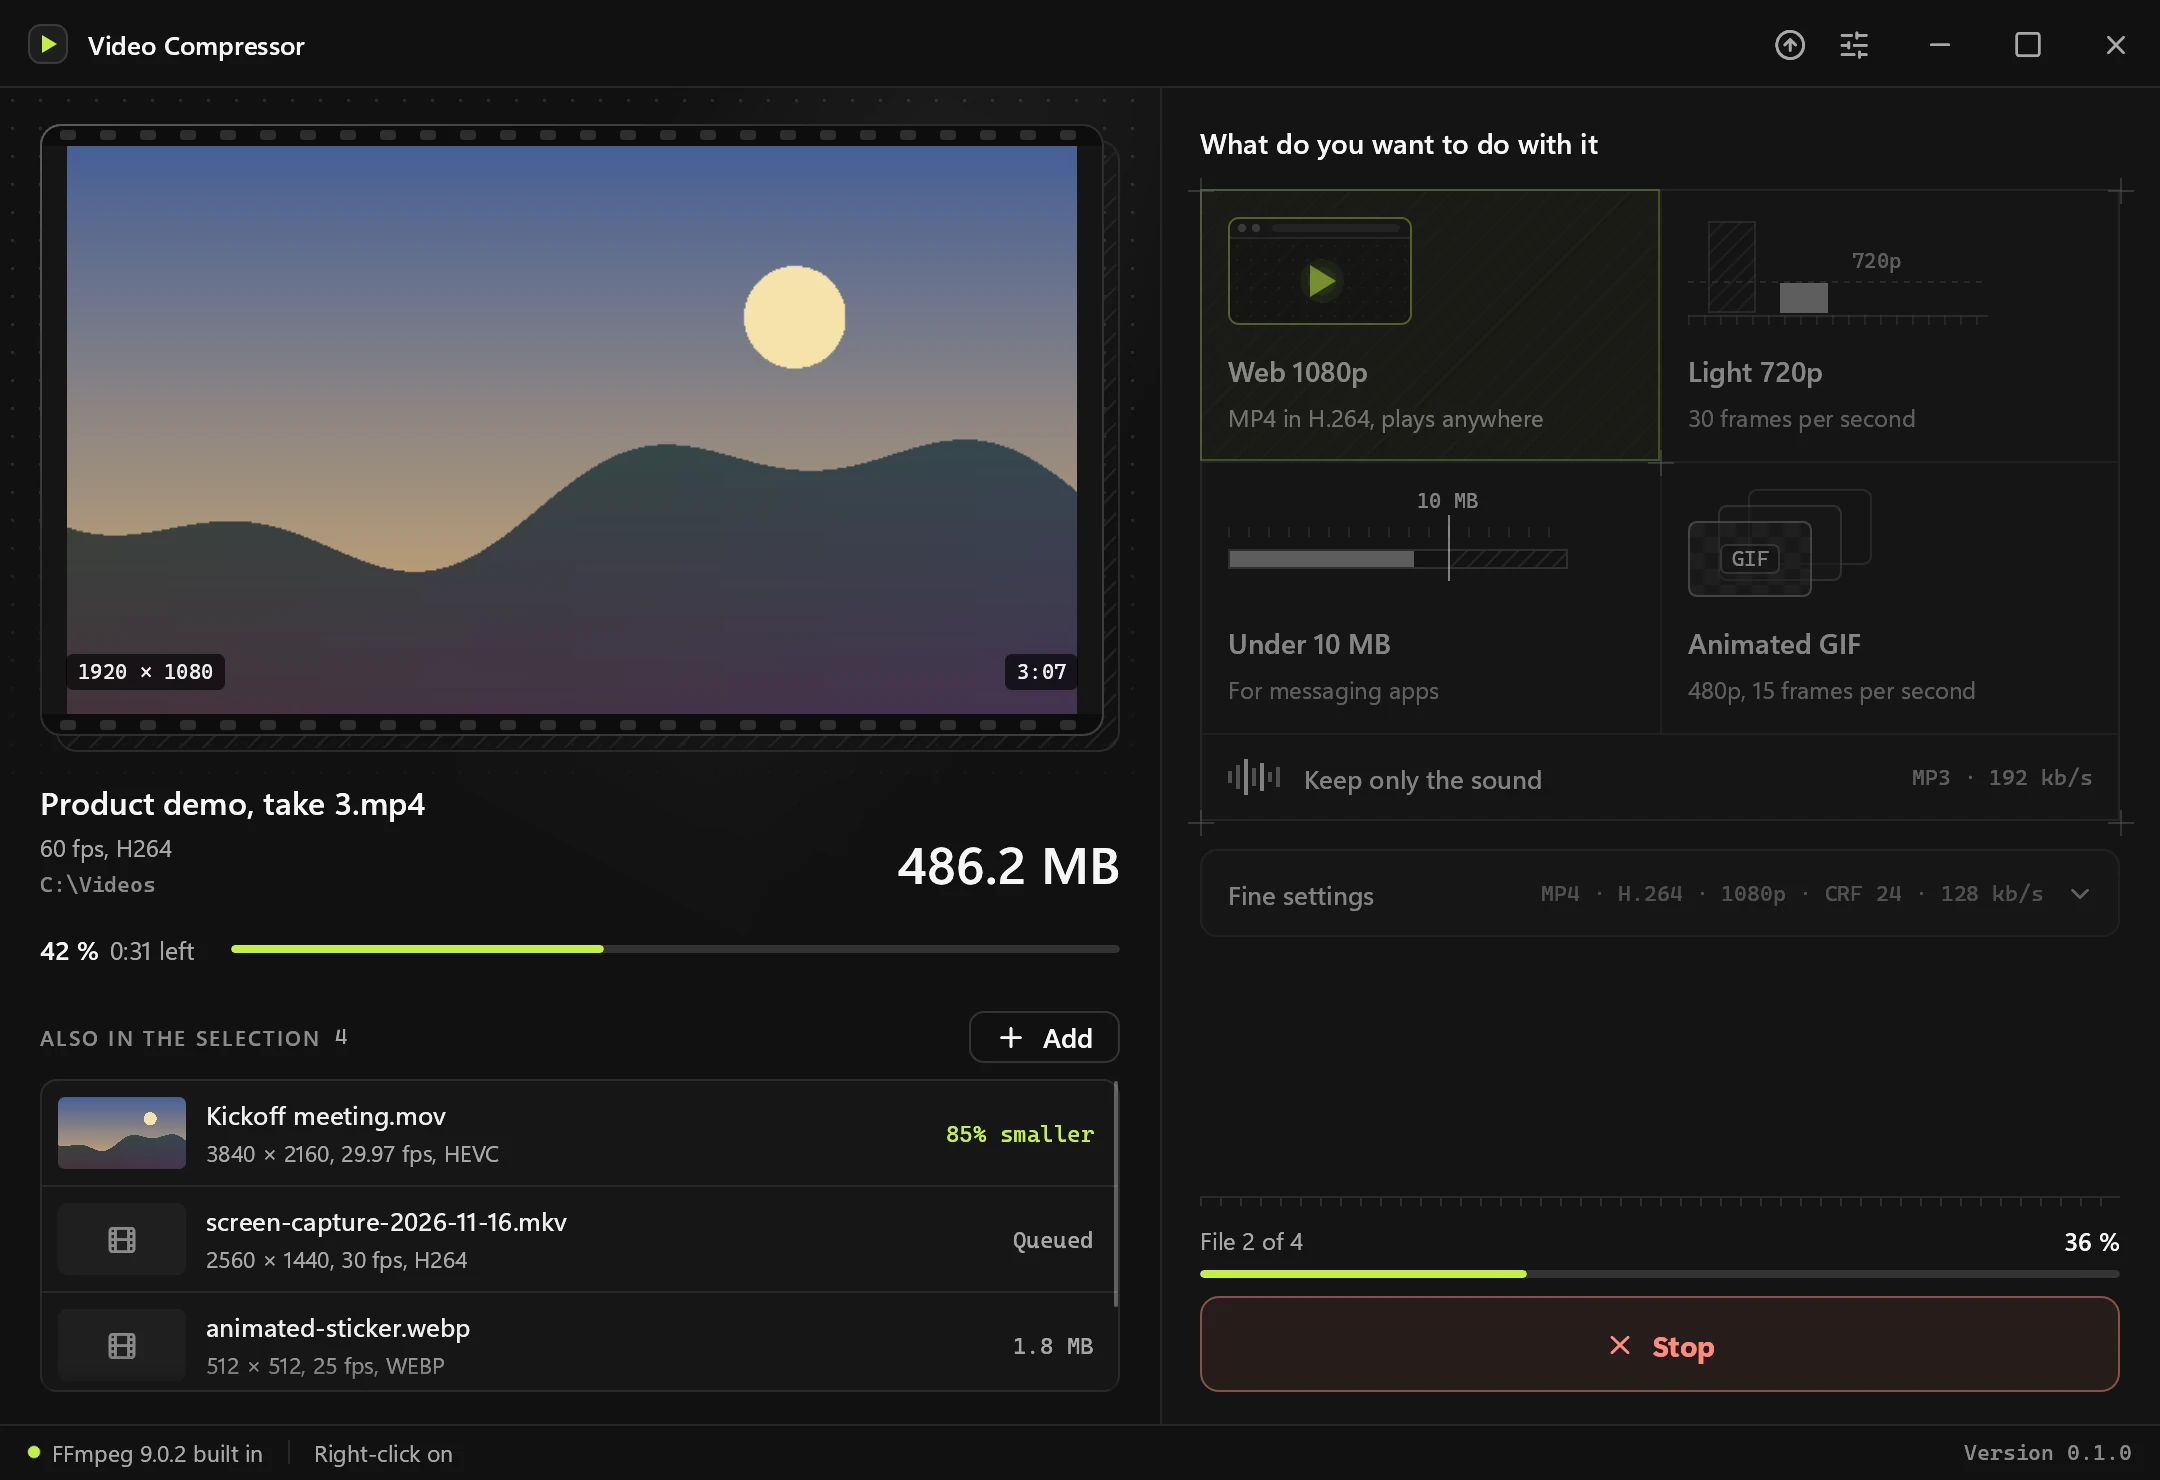 Video Compressor
1920 × 1080
3:07
Product demo, take 3.mp4
60 fps, H264
C:\Videos
486.2 MB
42 % 0:31 left
ALSO IN THE SELECTION 4
Add
Kickoff meeting.mov
3840 × 2160, 29.97 fps, HEVC
85% smaller
screen-capture-2026-11-16.mkv
2560 × 1440, 30 fps, H264
Queued
animated-sticker.webp
512 × 512, 25 fps, WEBP
1.8 MB
What do you want to do with it
Web 1080p
MP4 in H.264, plays anywhere
720p
Light 720p
30 frames per second
10 MB
Under 10 MB
For messaging apps
GIF
Animated GIF
480p, 15 frames per second
Keep only the sound
MP3 · 192 kb/s
Fine settings
MP4 · H.264 · 1080p · CRF 24 · 128 kb/s
File 2 of 4
36 %
Stop
FFmpeg 9.0.2 built in
Right-click on
Version 0.1.0